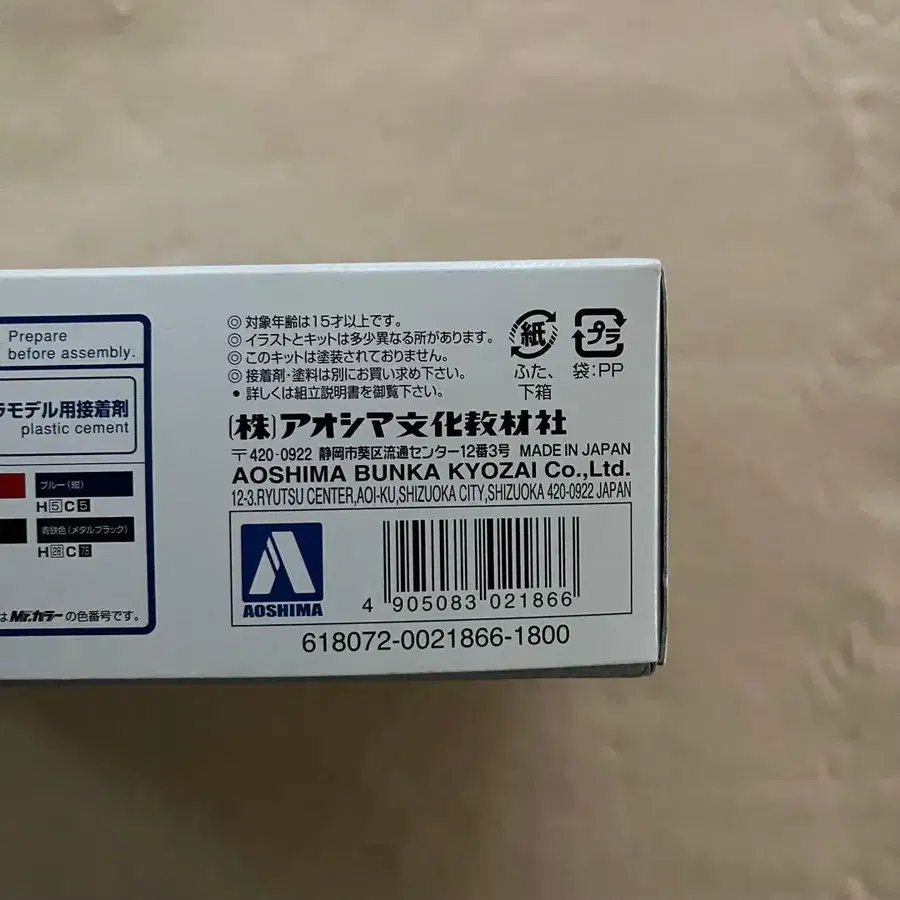 Prepare
before assembly.
ラモデル用接着剤
plastic cement
ブルー(紺)
H5C5
青鉄色(メタルブラック)
H28C78
はMr.カラーの色番号です。
◎対象年齢は15才以上です。
◎イラストとキットは多少異なる所があります。
◎このキットは塗装されておりません。
◎接着剤・塗料は別にお買い求め下さい。
●詳しくは組立説明書を御覧下さい。
紙
ふた、
下箱
プラ
袋:PP
(株)アオシマ文化教材社
〒420-0922 静岡市葵区流通センター12番3号 MADE IN JAPAN
AOSHIMA BUNKA KYOZAI Co.,Ltd.
12-3.RYUTSU CENTER,AOI-KU,SHIZUOKA CITY,SHIZUOKA 420-0922 JAPAN
AOSHIMA
4 905083 021866
618072-0021866-1800